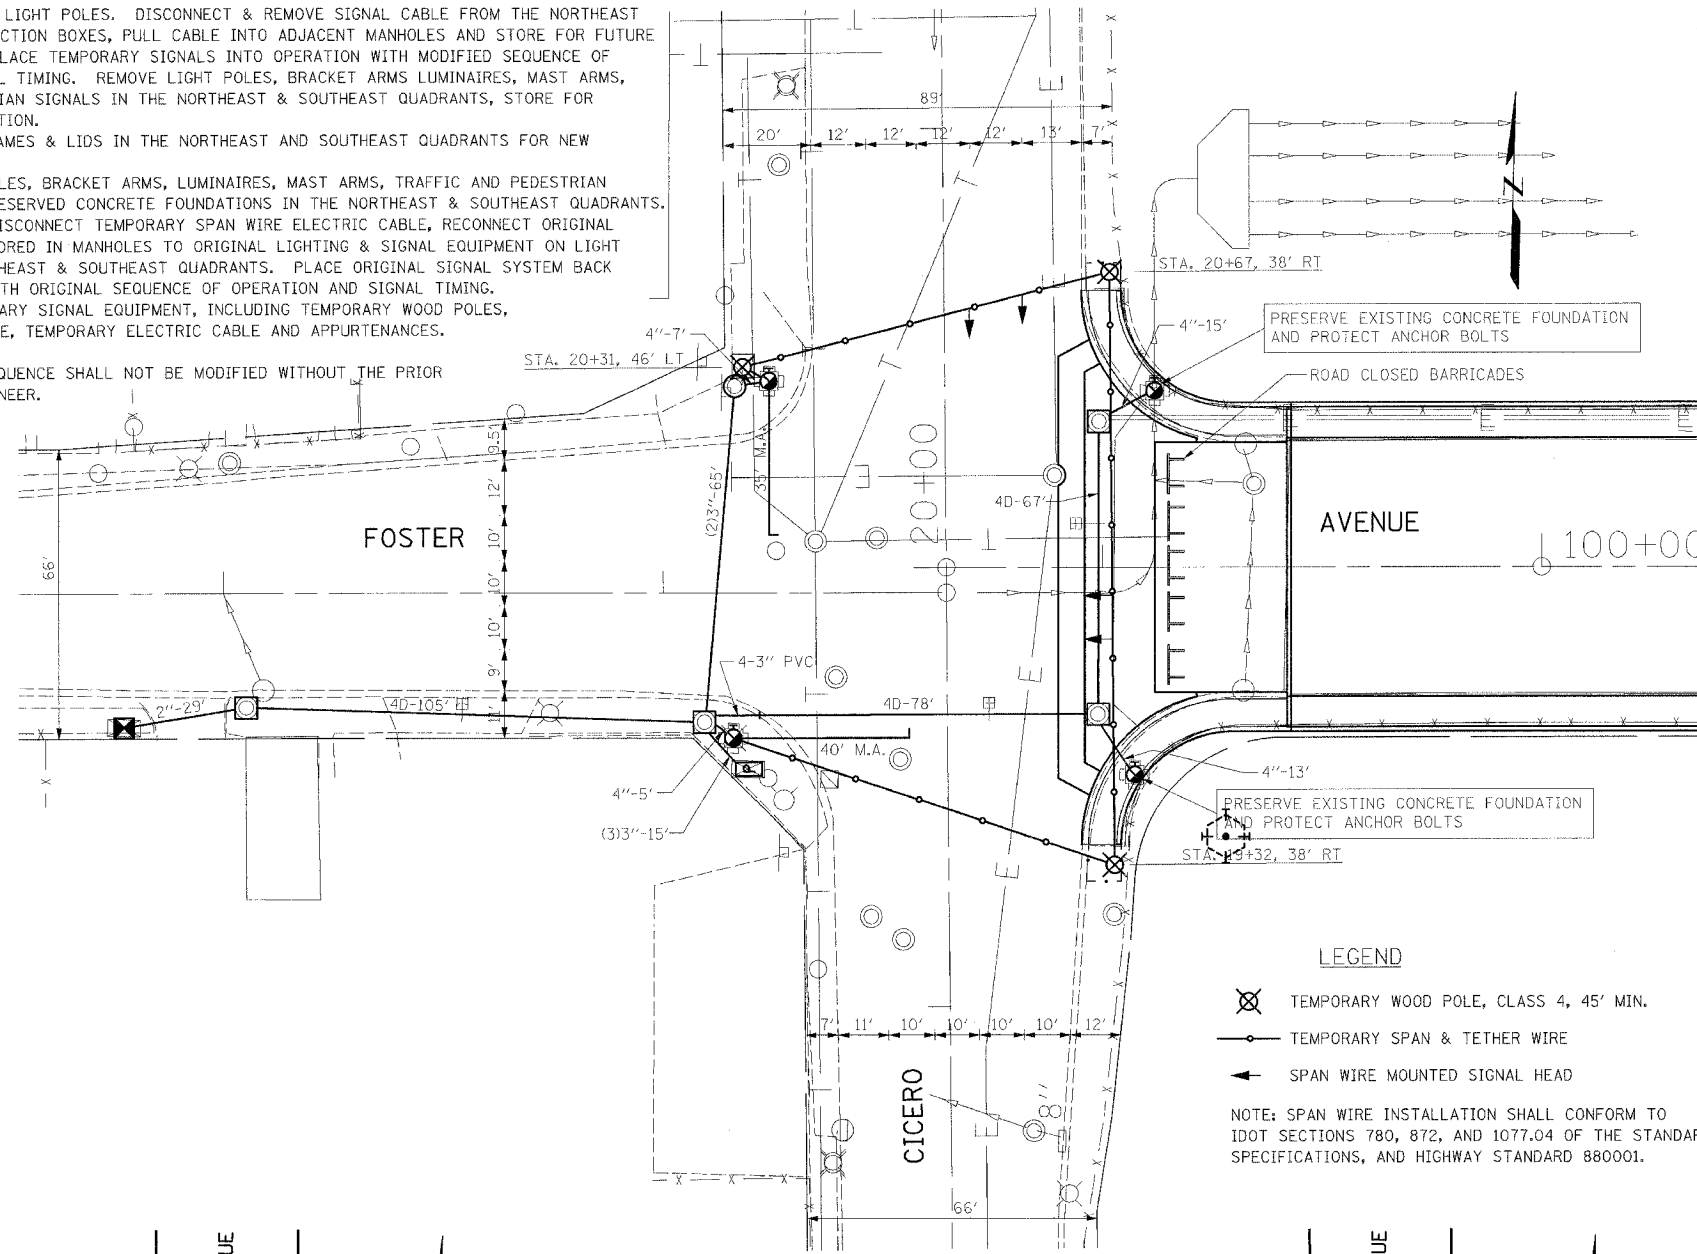 LIGHT POLES. DISCONNECT & REMOVE SIGNAL CABLE FROM THE NORTHEAST
CTION BOXES, PULL CABLE INTO ADJACENT MANHOLES AND STORE FOR FUTURE
LACE TEMPORARY SIGNALS INTO OPERATION WITH MODIFIED SEQUENCE OF
L TIMING. REMOVE LIGHT POLES, BRACKET ARMS LUMINAIRES, MAST ARMS,
IAN SIGNALS IN THE NORTHEAST & SOUTHEAST QUADRANTS, STORE FOR
TION.
AMES & LIDS IN THE NORTHEAST AND SOUTHEAST QUADRANTS FOR NEW
LES, BRACKET ARMS, LUMINAIRES, MAST ARMS, TRAFFIC AND PEDESTRIAN
ESERVED CONCRETE FOUNDATIONS IN THE NORTHEAST & SOUTHEAST QUADRANTS.
ISCONNECT TEMPORARY SPAN WIRE ELECTRIC CABLE, RECONNECT ORIGINAL
ORED IN MANHOLES TO ORIGINAL LIGHTING & SIGNAL EQUIPMENT ON LIGHT
HEAST & SOUTHEAST QUADRANTS. PLACE ORIGINAL SIGNAL SYSTEM BACK
TH ORIGINAL SEQUENCE OF OPERATION AND SIGNAL TIMING.
ARY SIGNAL EQUIPMENT, INCLUDING TEMPORARY WOOD POLES,
E, TEMPORARY ELECTRIC CABLE AND APPURTENANCES.
QUENCE SHALL NOT BE MODIFIED WITHOUT THE PRIOR
NEER.
89'
20' 12' 12' 12' 12' 13' 7'
T
E
N
STA. 20+67, 38' RT
4''-7'
STA. 20+31, 46' LT
4''-15'
PRESERVE EXISTING CONCRETE FOUNDATION
AND PROTECT ANCHOR BOLTS
ROAD CLOSED BARRICADES
T
E
9.5'
12'
10'
10'
10'
9'
11'
66'
35' M.A.
(2)3''-65'
20+00
4D-67'
FOSTER
AVENUE
100+00
E
E
4-3'' PVC
2''-29'
4D-105'
4D-78'
40' M.A.
4''-5'
(3)3''-15'
4''-13'
PRESERVE EXISTING CONCRETE FOUNDATION
AND PROTECT ANCHOR BOLTS
STA. 19+32, 38' RT
E
7' 11' 10' 10' 10' 10' 12'
CICERO
8''
E
66'
LEGEND
TEMPORARY WOOD POLE, CLASS 4, 45' MIN.
TEMPORARY SPAN & TETHER WIRE
SPAN WIRE MOUNTED SIGNAL HEAD
NOTE: SPAN WIRE INSTALLATION SHALL CONFORM TO
IDOT SECTIONS 780, 872, AND 1077.04 OF THE STANDAR
SPECIFICATIONS, AND HIGHWAY STANDARD 880001.
UE
UE